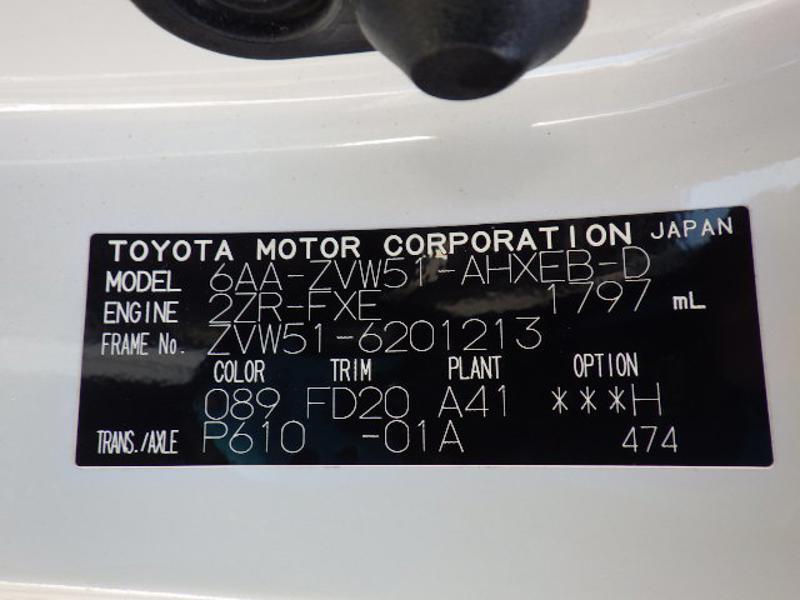 TOYOTA MOTOR CORPORATION JAPAN
MODEL 6AA-ZVW51-AHXEB-D
ENGINE 2ZR-FXE 1797 mL
FRAME No. ZVW51-6201213
COLOR TRIM PLANT OPTION
089 FD20 A41 ***H
TRANS./AXLE P610 -01A 474